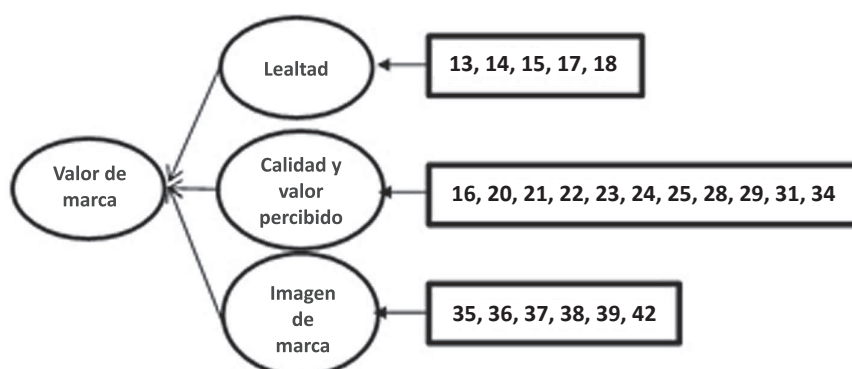 Lealtad
13, 14, 15, 17, 18
Valor de
marca
Calidad y
valor
percibido
16, 20, 21, 22, 23, 24, 25, 28, 29, 31, 34
Imagen
de
marca
35, 36, 37, 38, 39, 42